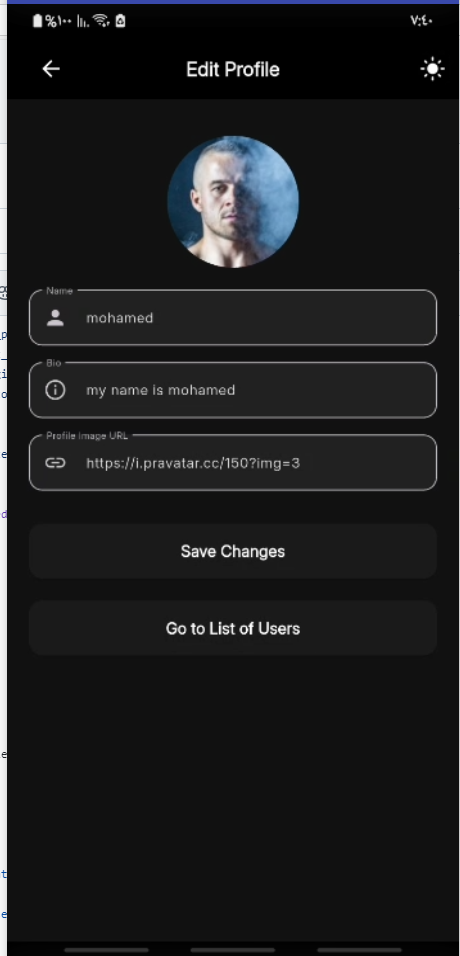 %١٠٠
٧:٤٠
Edit Profile
Name
mohamed
Bio
my name is mohamed
Profile Image URL
https://i.pravatar.cc/150?img=3
Save Changes
Go to List of Users